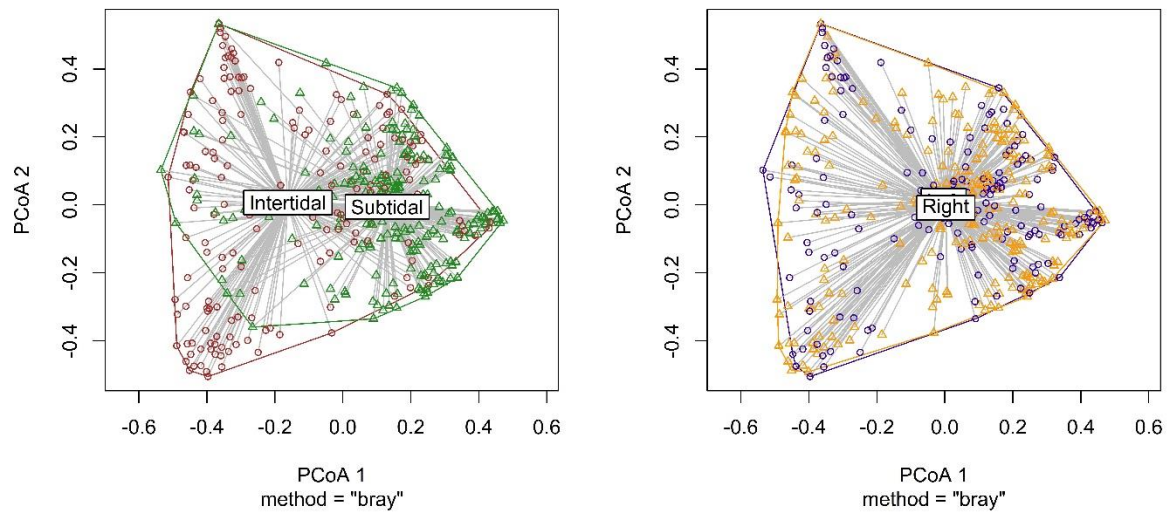 PCoA 2
0.4
0.2
0.0
-0.2
-0.4
Intertidal
Subtidal
-0.6 -0.4 -0.2 0.0 0.2 0.4 0.6
PCoA 1
method = "bray"
PCoA 2
0.4
0.2
0.0
-0.2
-0.4
Right
-0.6 -0.4 -0.2 0.0 0.2 0.4 0.6
PCoA 1
method = "bray"